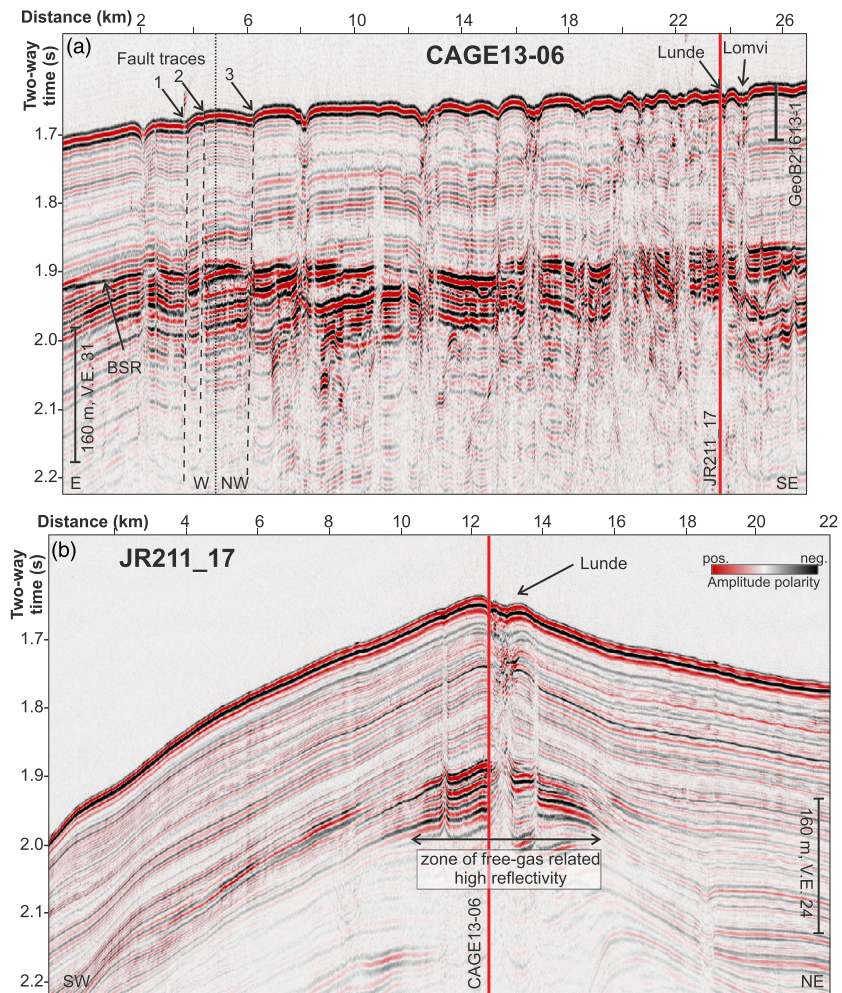 Distance (km) 2 4 6 8 10 12 14 16 18 20 22 24 26
Two-way
time (s)
(a)
CAGE13-06
Fault traces
1 2 3
Lunde Lomvi
GeoB21613-1
1.7
1.8
1.9
2.0
2.1
2.2
BSR
160 m, V.E. 31
JR211_17
E W NW SE
Distance (km) 4 6 8 10 12 14 16 18 20 22
Two-way
time (s)
(b)
JR211_17
Lunde
pos. neg.
Amplitude polarity
1.7
1.8
1.9
2.0
2.1
2.2
160 m, V.E. 24
zone of free-gas related
high reflectivity
CAGE13-06
SW NE